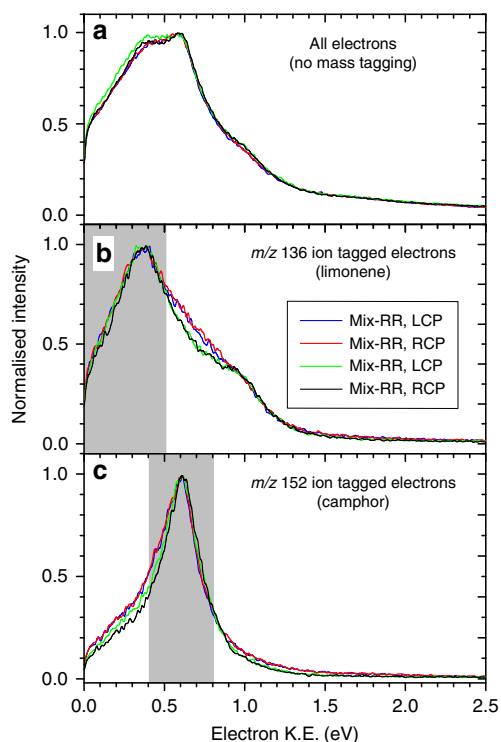 a
All electrons
(no mass tagging)
1.0
0.5
0.0
b
m/z 136 ion tagged electrons
(limonene)
1.0
0.5
0.0
Normalised intensity
Mix-RR, LCP
Mix-RR, RCP
Mix-RR, LCP
Mix-RR, RCP
c
m/z 152 ion tagged electrons
(camphor)
1.0
0.5
0.0
0.0 0.5 1.0 1.5 2.0 2.5
Electron K.E. (eV)